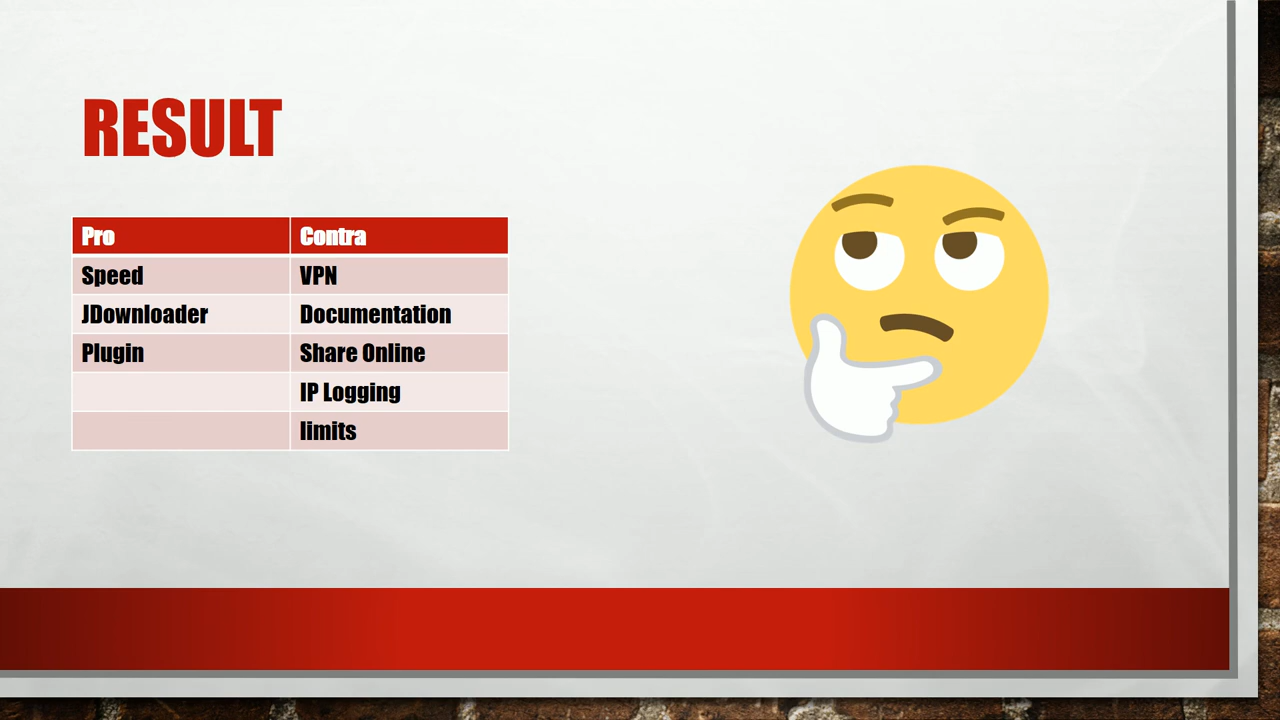 RESULT
Pro Contra
Speed VPN
JDownloader Documentation
Plugin Share Online
IP Logging
limits